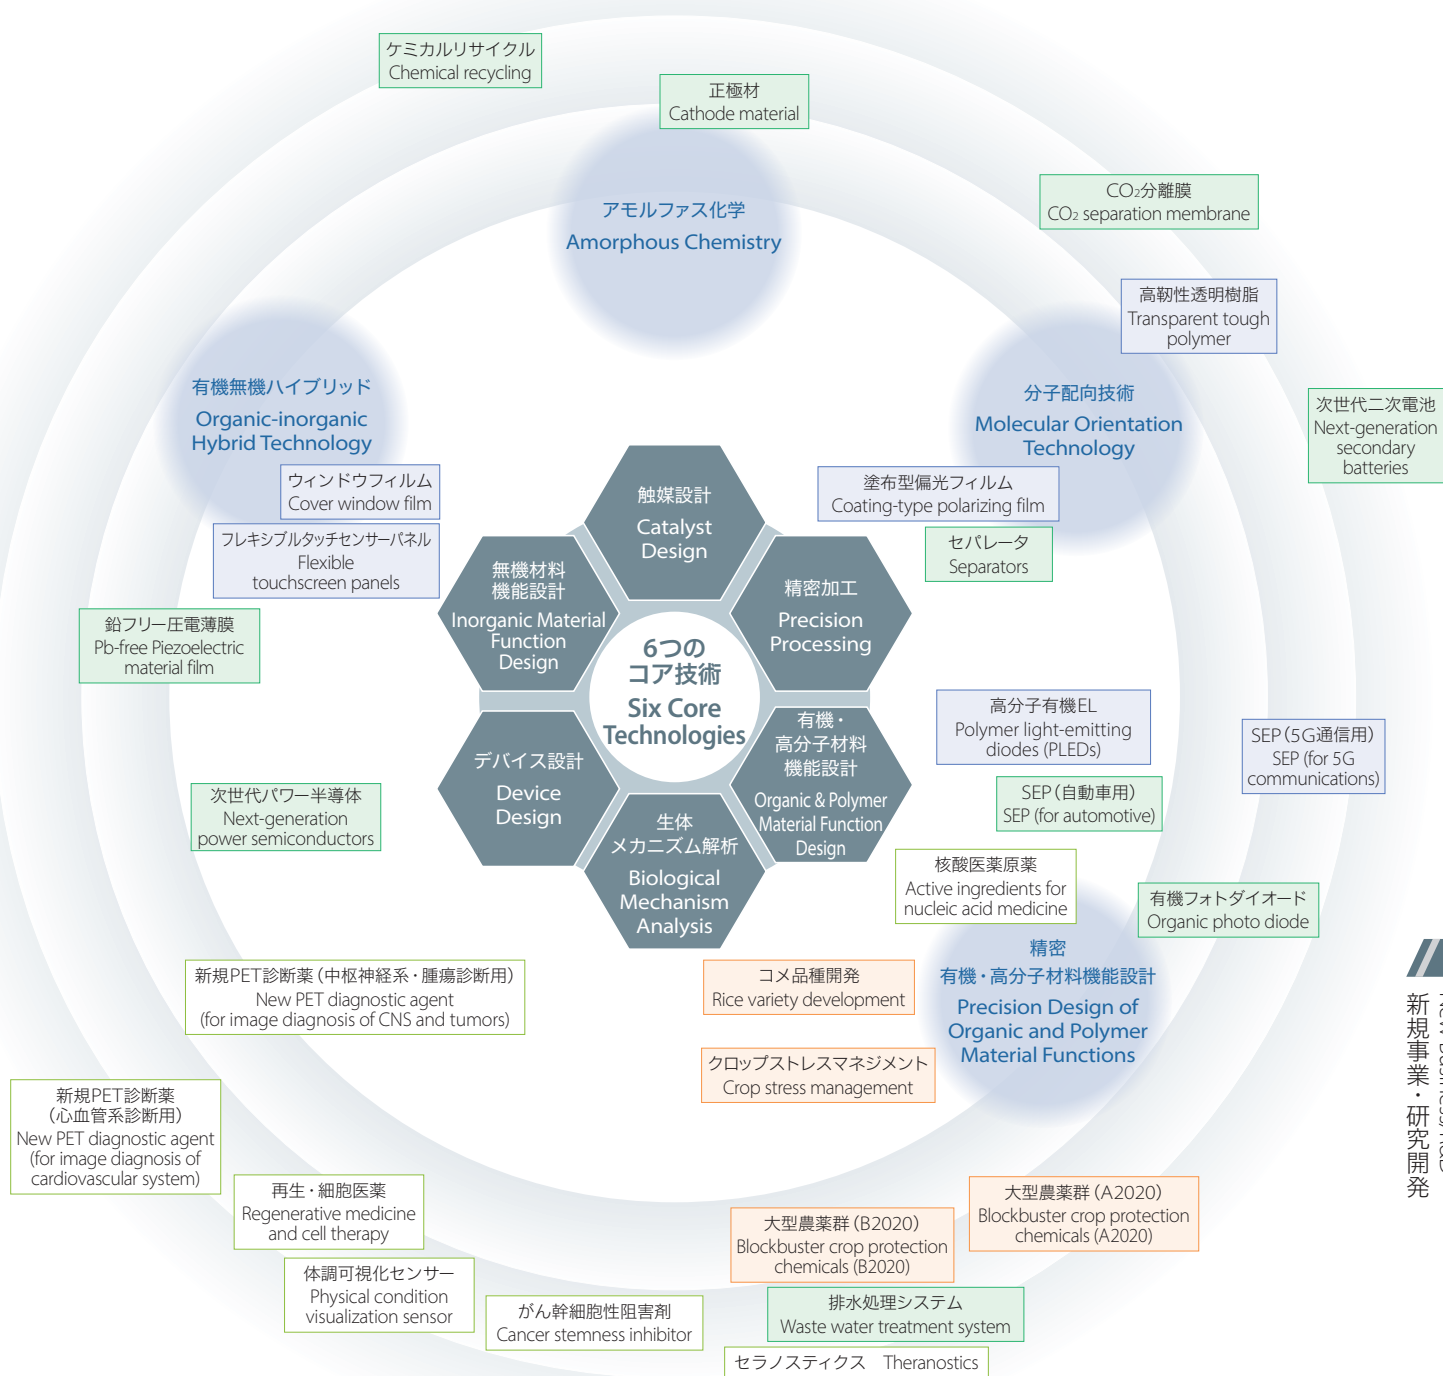 ケミカルリサイクル
Chemical recycling
正極材
Cathode material
CO₂分離膜
CO₂ separation membrane
アモルファス化学
Amorphous Chemistry
高靭性透明樹脂
Transparent tough
polymer
有機無機ハイブリッド
Organic-inorganic
Hybrid Technology
分子配向技術
Molecular Orientation
Technology
次世代二次電池
Next-generation
secondary
batteries
ウィンドウフィルム
Cover window film
フレキシブルタッチセンサーパネル
Flexible
touchscreen panels
塗布型偏光フィルム
Coating-type polarizing film
セパレータ
Separators
触媒設計
Catalyst
Design
無機材料
機能設計
Inorganic Material
Function
Design
精密加工
Precision
Processing
鉛フリー圧電薄膜
Pb-free Piezoelectric
material film
6つの
コア技術
Six Core
Technologies
デバイス設計
Device
Design
有機・
高分子材料
機能設計
Organic & Polymer
Material Function
Design
生体
メカニズム解析
Biological
Mechanism
Analysis
高分子有機EL
Polymer light-emitting
diodes (PLEDs)
SEP（5G通信用）
SEP (for 5G
communications)
次世代パワー半導体
Next-generation
power semiconductors
SEP（自動車用）
SEP (for automotive)
核酸医薬原薬
Active ingredients for
nucleic acid medicine
有機フォトダイオード
Organic photo diode
精密
有機・高分子材料機能設計
Precision Design of
Organic and Polymer
Material Functions
新規PET診断薬（中枢神経系・腫瘍診断用）
New PET diagnostic agent
(for image diagnosis of CNS and tumors)
コメ品種開発
Rice variety development
クロップストレスマネジメント
Crop stress management
新規事業・研究開発
新規PET診断薬
（心血管系診断用）
New PET diagnostic agent
(for image diagnosis of
cardiovascular system)
再生・細胞医薬
Regenerative medicine
and cell therapy
大型農薬群（A2020）
Blockbuster crop protection
chemicals (A2020)
大型農薬群（B2020）
Blockbuster crop protection
chemicals (B2020)
体調可視化センサー
Physical condition
visualization sensor
がん幹細胞性阻害剤
Cancer stemness inhibitor
排水処理システム
Waste water treatment system
セラノスティクス　Theranostics